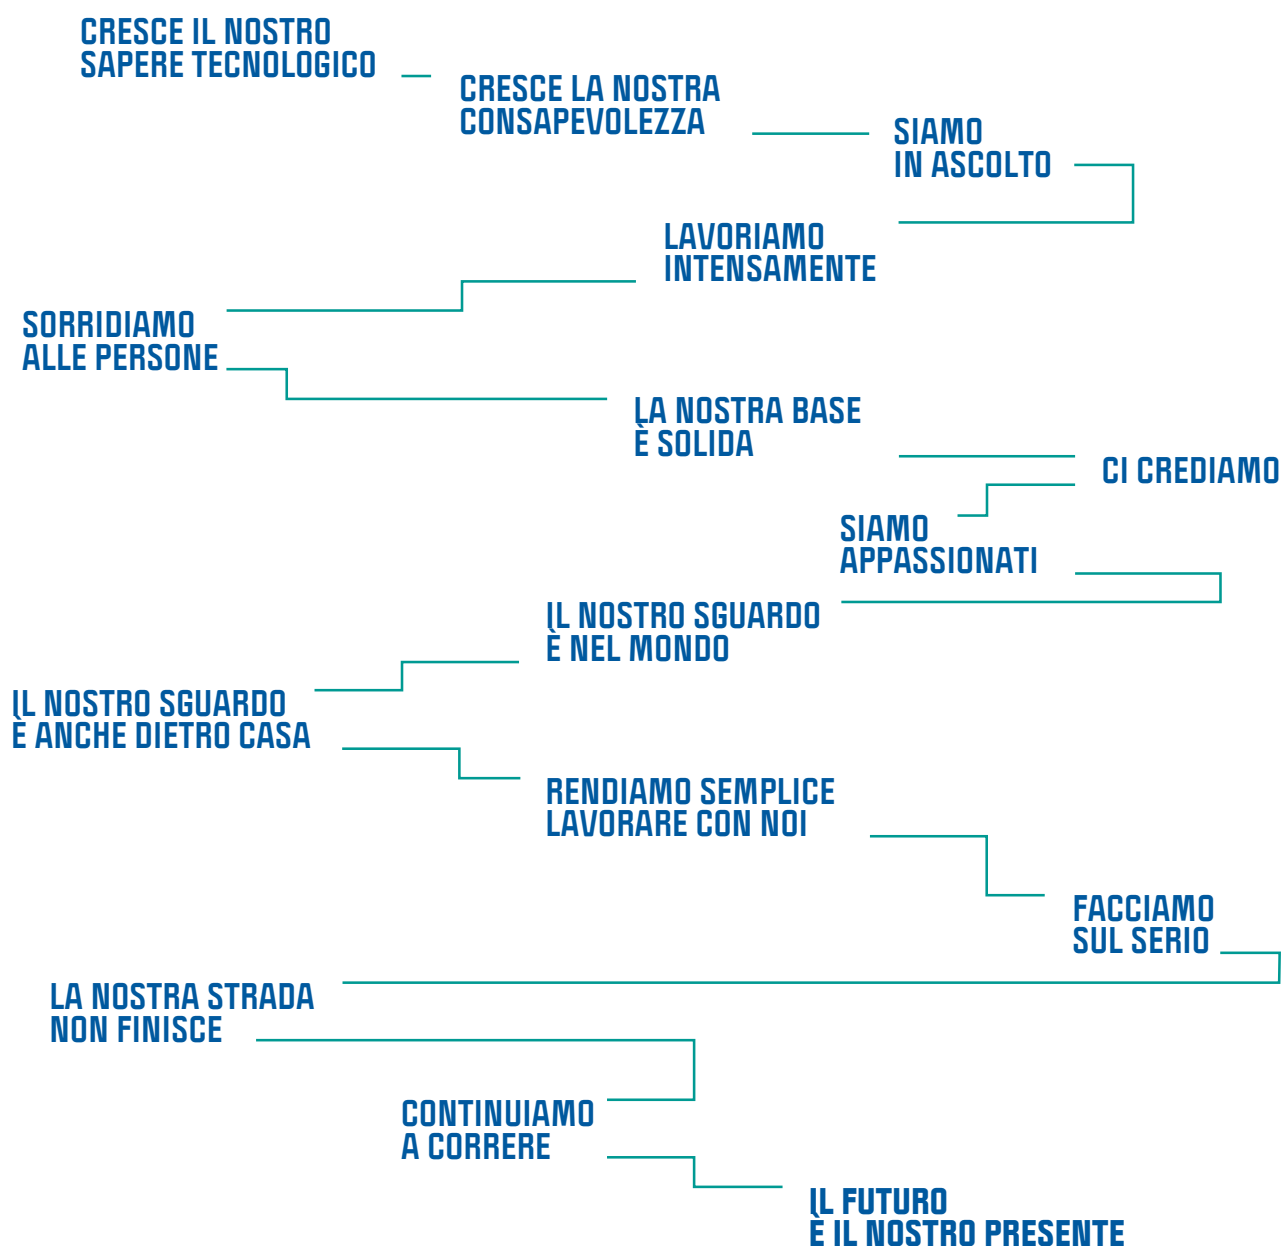 CRESCE IL NOSTRO
SAPERE TECNOLOGICO
CRESCE LA NOSTRA
CONSAPEVOLEZZA
SIAMO
IN ASCOLTO
LAVORIAMO
INTENSAMENTE
SORRIDIAMO
ALLE PERSONE
LA NOSTRA BASE
È SOLIDA
CI CREDIAMO
SIAMO
APPASSIONATI
IL NOSTRO SGUARDO
È NEL MONDO
IL NOSTRO SGUARDO
È ANCHE DIETRO CASA
RENDIAMO SEMPLICE
LAVORARE CON NOI
FACCIAMO
SUL SERIO
LA NOSTRA STRADA
NON FINISCE
CONTINUIAMO
A CORRERE
IL FUTURO
È IL NOSTRO PRESENTE